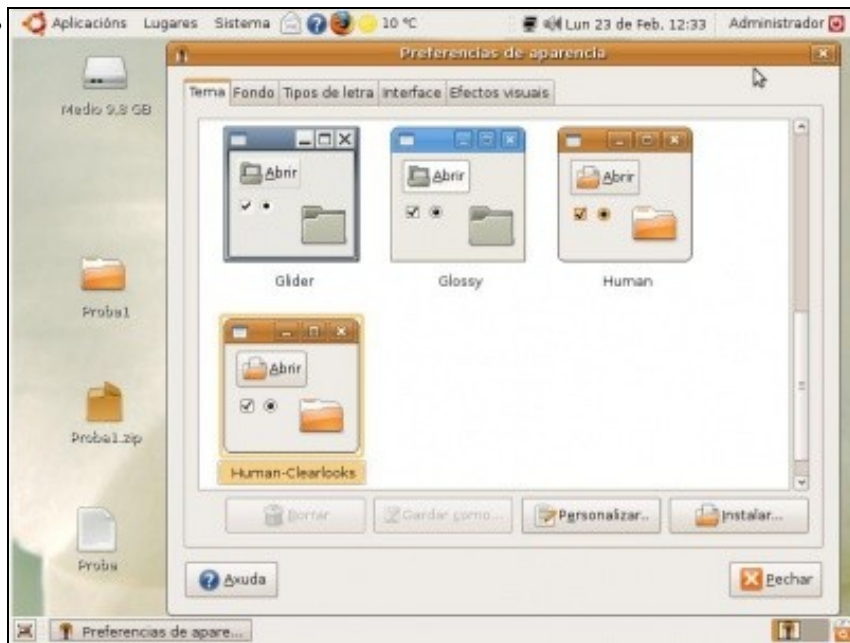 Aplicacións Lugares Sistema 10 °C Lun 23 de Feb, 12:33 Administrador
Preferencias de aparencia
Medio 9,8 GB
Tema Fondo Tipos de letra Interface Efectos visuais
Abrir Abrir Abrir
Glider Glossy Human
Proba1
Abrir
Proba1.zip
Human-Clearlooks
Borrar Gardar como... Personalizar... Instalar...
Proba
Axuda Pechar
Preferencias de apare...